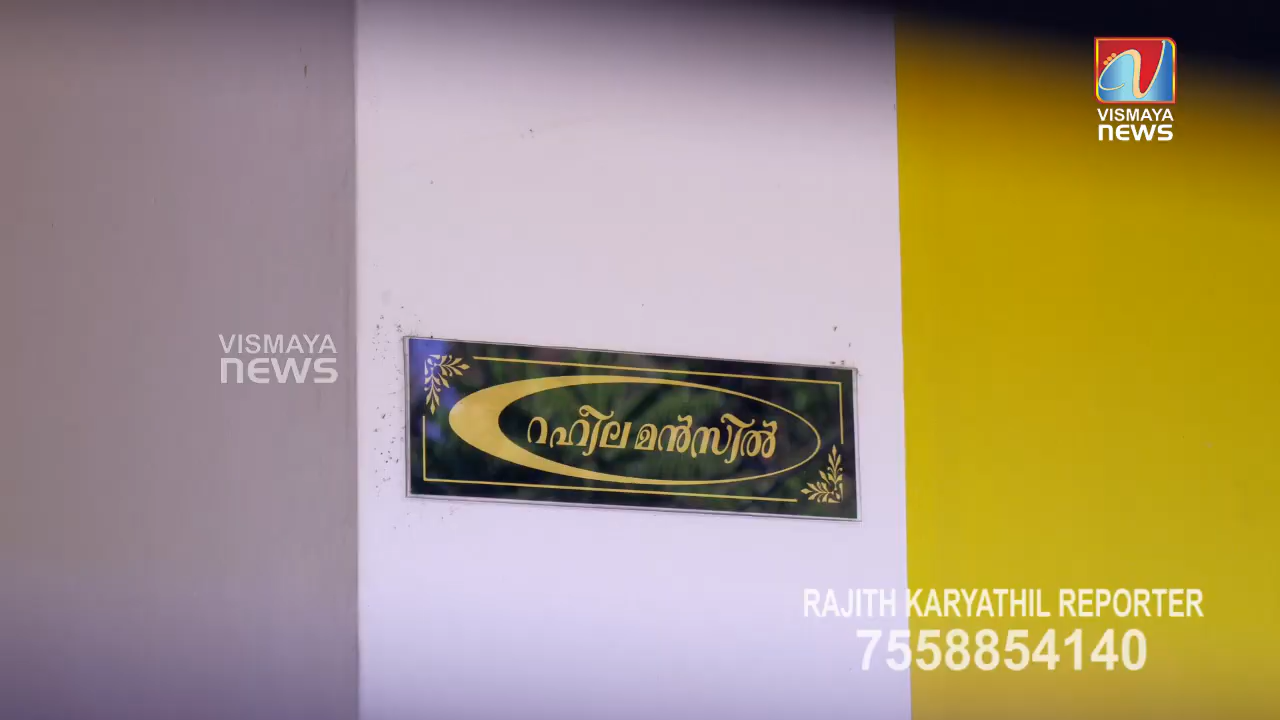 VISMAYA
NEWS
VISMAYA
NEWS
റഹീല മൻസിൽ
RAJITH KARYATHIL REPORTER
7558854140